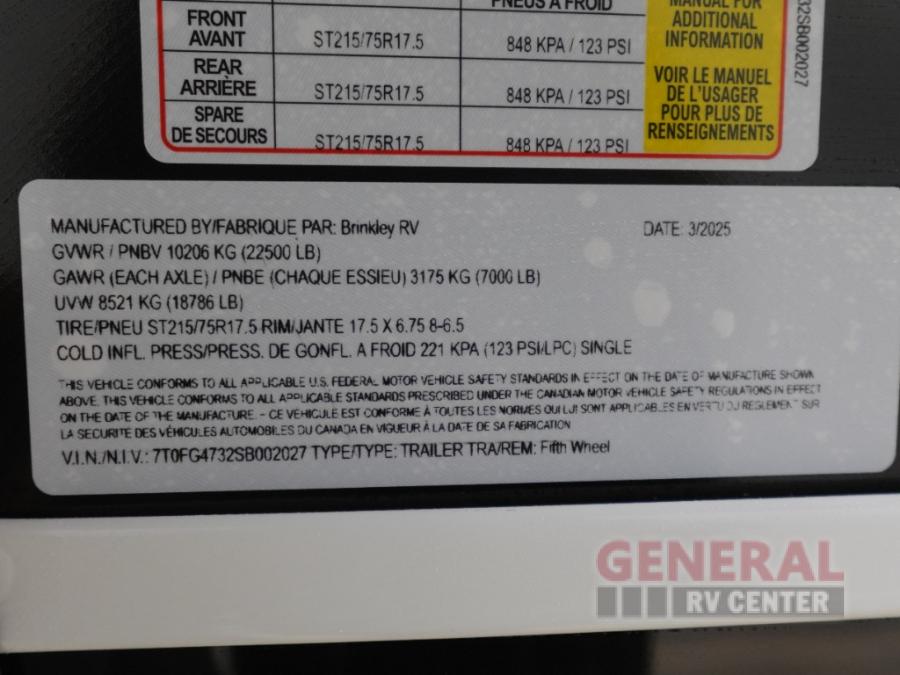 PNEUS À FROID
MANUAL FOR
ADDITIONAL
INFORMATION
FRONT
AVANT
ST215/75R17.5
848 KPA / 123 PSI
REAR
ARRIÈRE
ST215/75R17.5
848 KPA / 123 PSI
VOIR LE MANUEL
DE L'USAGER
POUR PLUS DE
RENSEIGNEMENTS
SPARE
DE SECOURS
ST215/75R17.5
848 KPA / 123 PSI
32SB002027
MANUFACTURED BY/FABRIQUE PAR: Brinkley RV DATE: 3/2025
GVWR / PNBV 10206 KG (22500 LB)
GAWR (EACH AXLE) / PNBE (CHAQUE ESSIEU) 3175 KG (7000 LB)
UVW 8521 KG (18786 LB)
TIRE/PNEU ST215/75R17.5 RIM/JANTE 17.5 X 6.75 8-6.5
COLD INFL. PRESS/PRESS. DE GONFL. A FROID 221 KPA (123 PSI/LPC) SINGLE
THIS VEHICLE CONFORMS TO ALL APPLICABLE U.S. FEDERAL MOTOR VEHICLE SAFETY STANDARDS IN EFFECT ON THE DATE OF MANUFACTURE SHOWN
ABOVE. THIS VEHICLE CONFORMS TO ALL APPLICABLE STANDARDS PRESCRIBED UNDER THE CANADIAN MOTOR VEHICLE SAFETY REGULATIONS IN EFFECT
ON THE DATE OF THE MANUFACTURE. - CE VÉHICULE EST CONFORME À TOUTES LES NORMES QUI LUI SONT APPLICABLES EN VERTU DU REGLEMENT SUR
LA SECURITE DES VÉHICULES AUTOMOBILES DU CANADA EN VIGUEUR À LA DATE DE SA FABRICATION
V.I.N./N.I.V.: 7T0FG4732SB002027 TYPE/TYPE: TRAILER TRA/REM: Fifth Wheel
GENERAL
RV CENTER